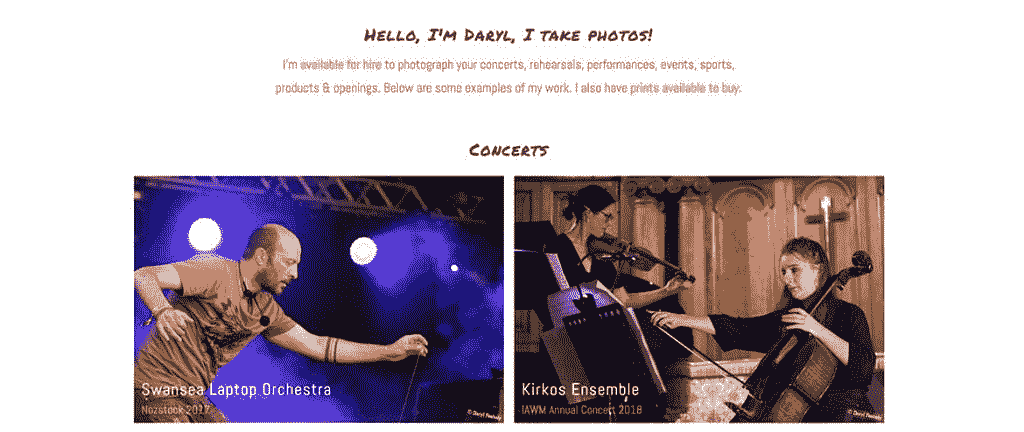 Hello, I'm Daryl, I take photos!
I'm available for hire to photograph your concerts, rehearsals, performances, events, sports,
products & openings. Below are some examples of my work. I also have prints available to buy.
Concerts
Swansea Laptop Orchestra
Nozstock 2017
Kirkos Ensemble
IAWM Annual Concert 2018
© Daryl
© Daryl